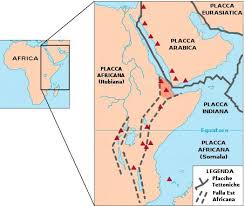 AFRICA
PLACCA
EURASIATICA
PLACCA
ARABICA
PLACCA
AFRICANA
(Nubiana)
PLACCA
INDIANA
Equatore
PLACCA
AFRICANA
(Somala)
LEGENDA
Placche
Tettoniche
Falla Est
Africana